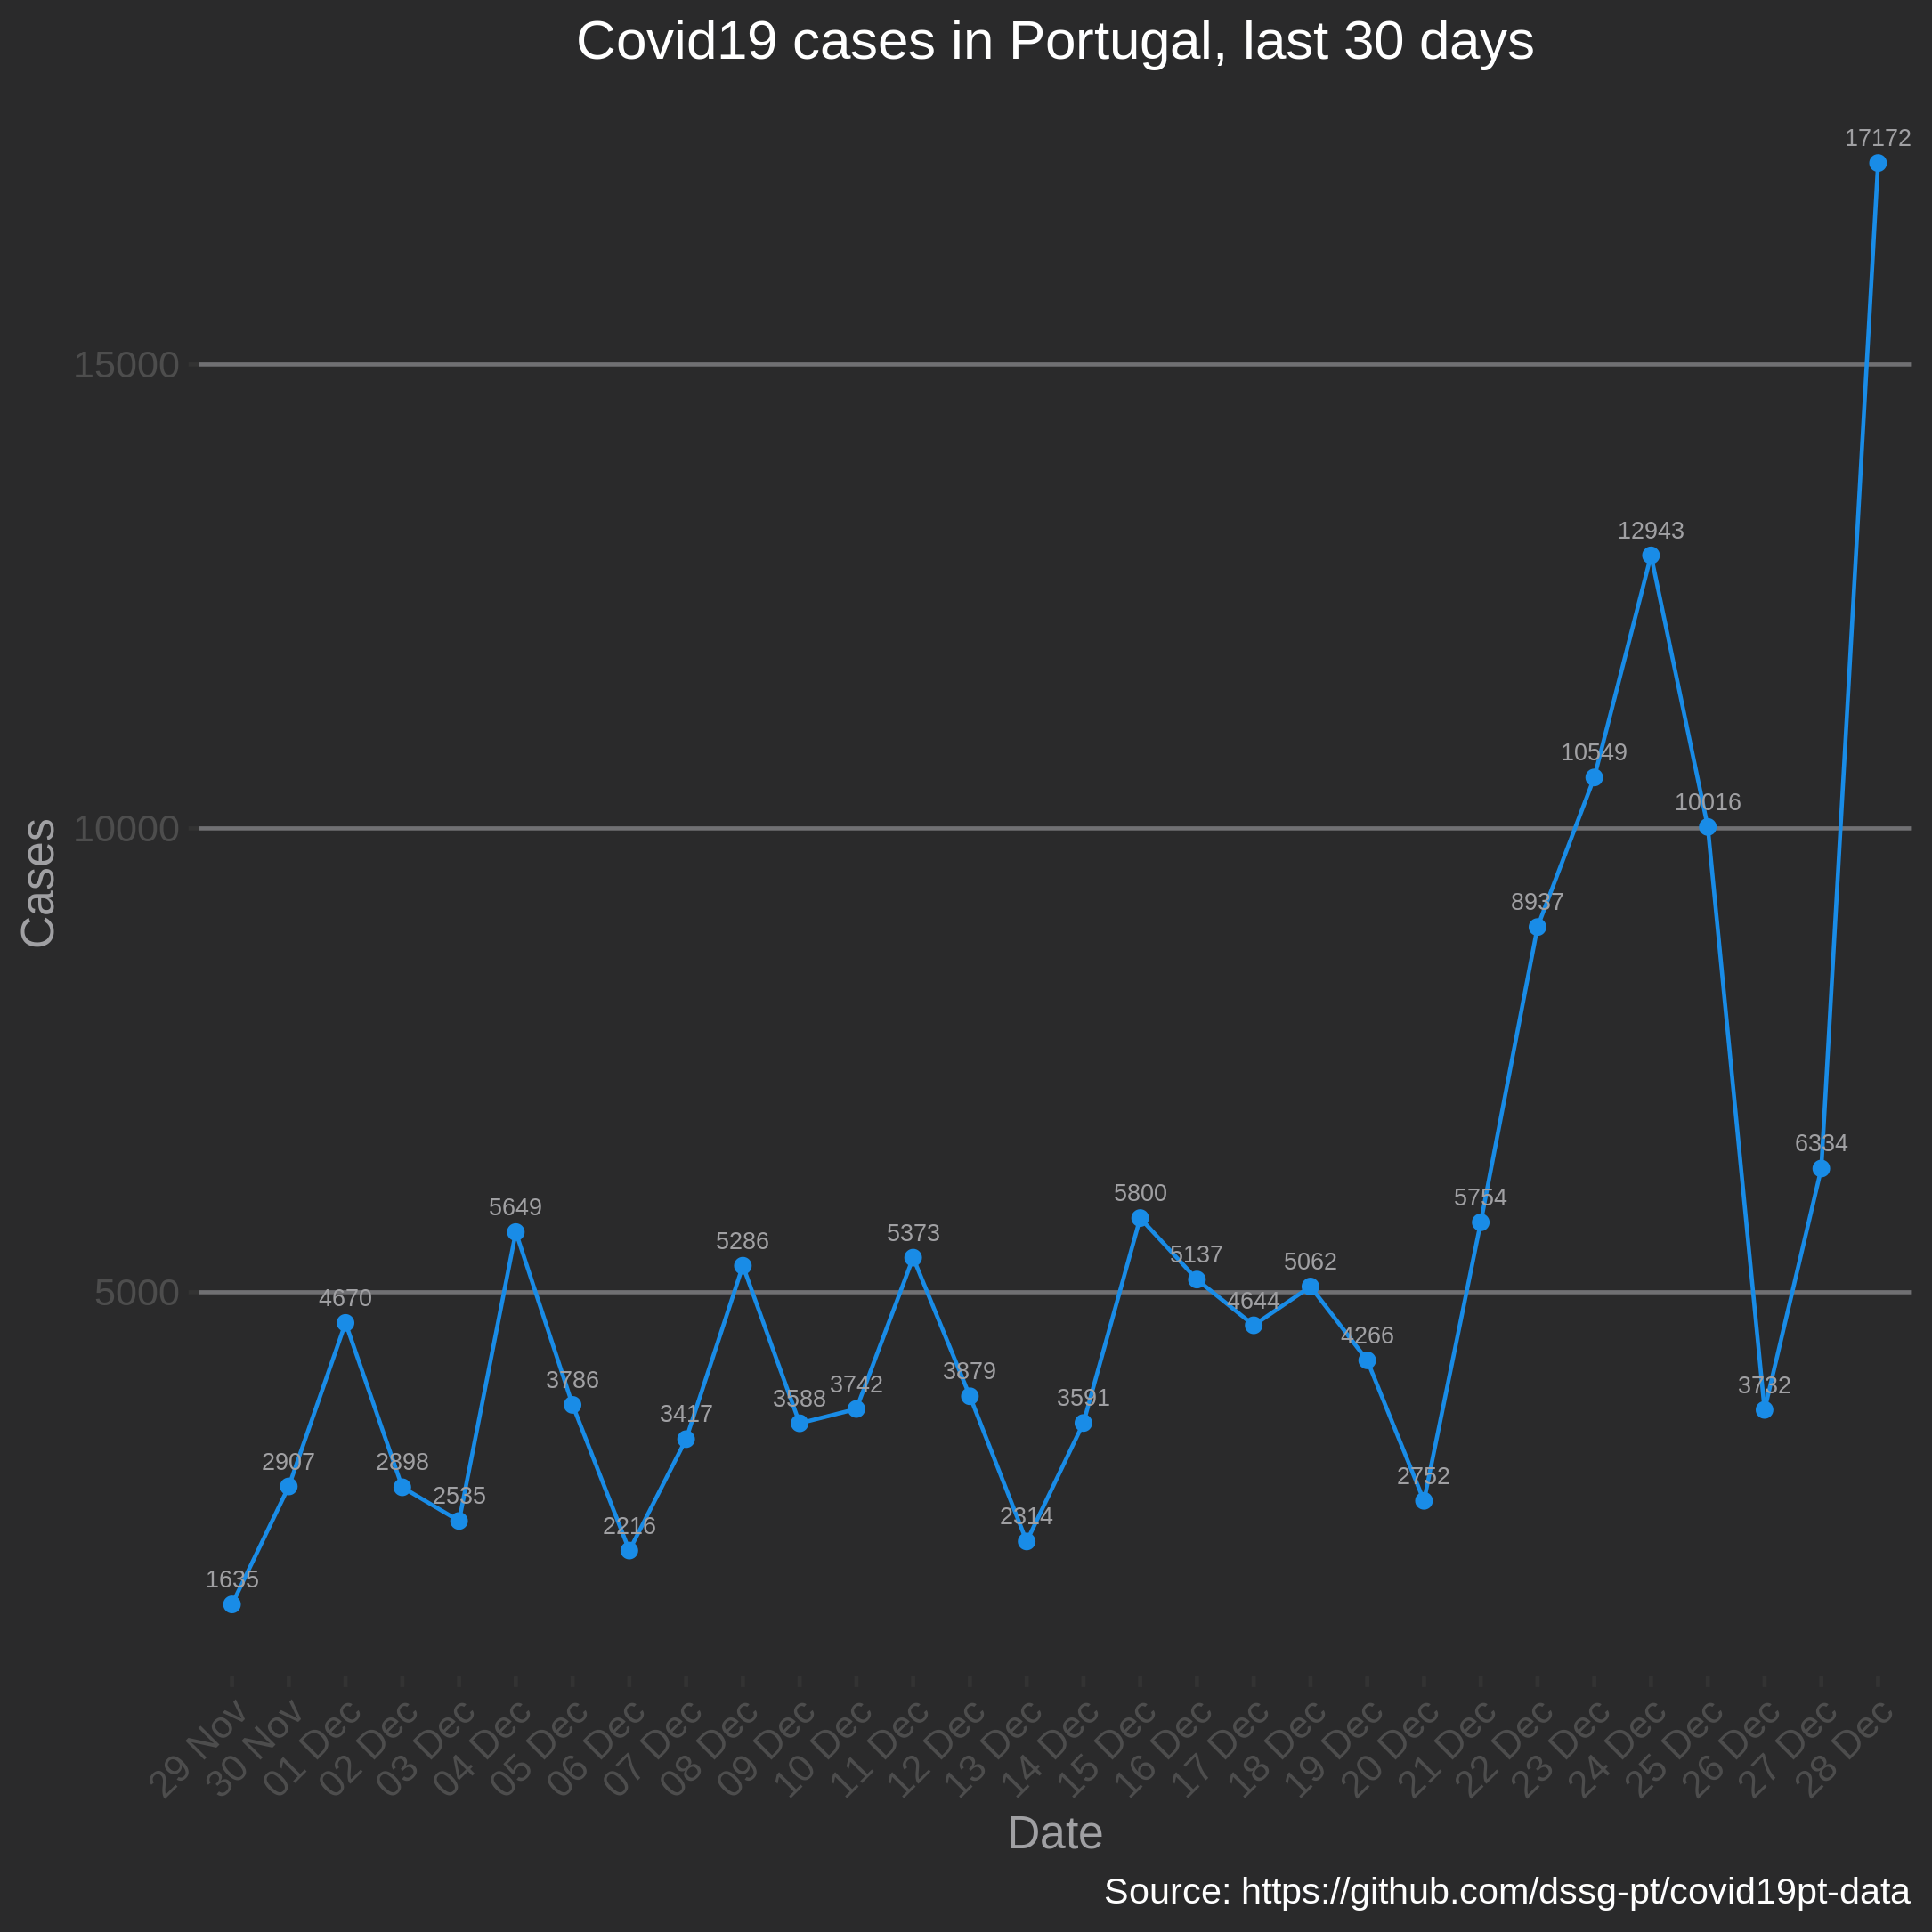 Covid19 cases in Portugal, last 30 days
17172
15000
12943
10549
10016
10000
Cases
8937
6334
5649
5800
5754
5286
5373
5137
5062
5000
4670
4644
4266
3786
3417
3588
3742
3879
3591
3732
2907
2898
2535
2216
2314
2752
1635
29 Nov
30 Nov
01 Dec
02 Dec
03 Dec
04 Dec
05 Dec
06 Dec
07 Dec
08 Dec
09 Dec
10 Dec
11 Dec
12 Dec
13 Dec
14 Dec
15 Dec
16 Dec
17 Dec
18 Dec
19 Dec
20 Dec
21 Dec
22 Dec
23 Dec
24 Dec
25 Dec
26 Dec
27 Dec
28 Dec
Date
Source: https://github.com/dssg-pt/covid19pt-data